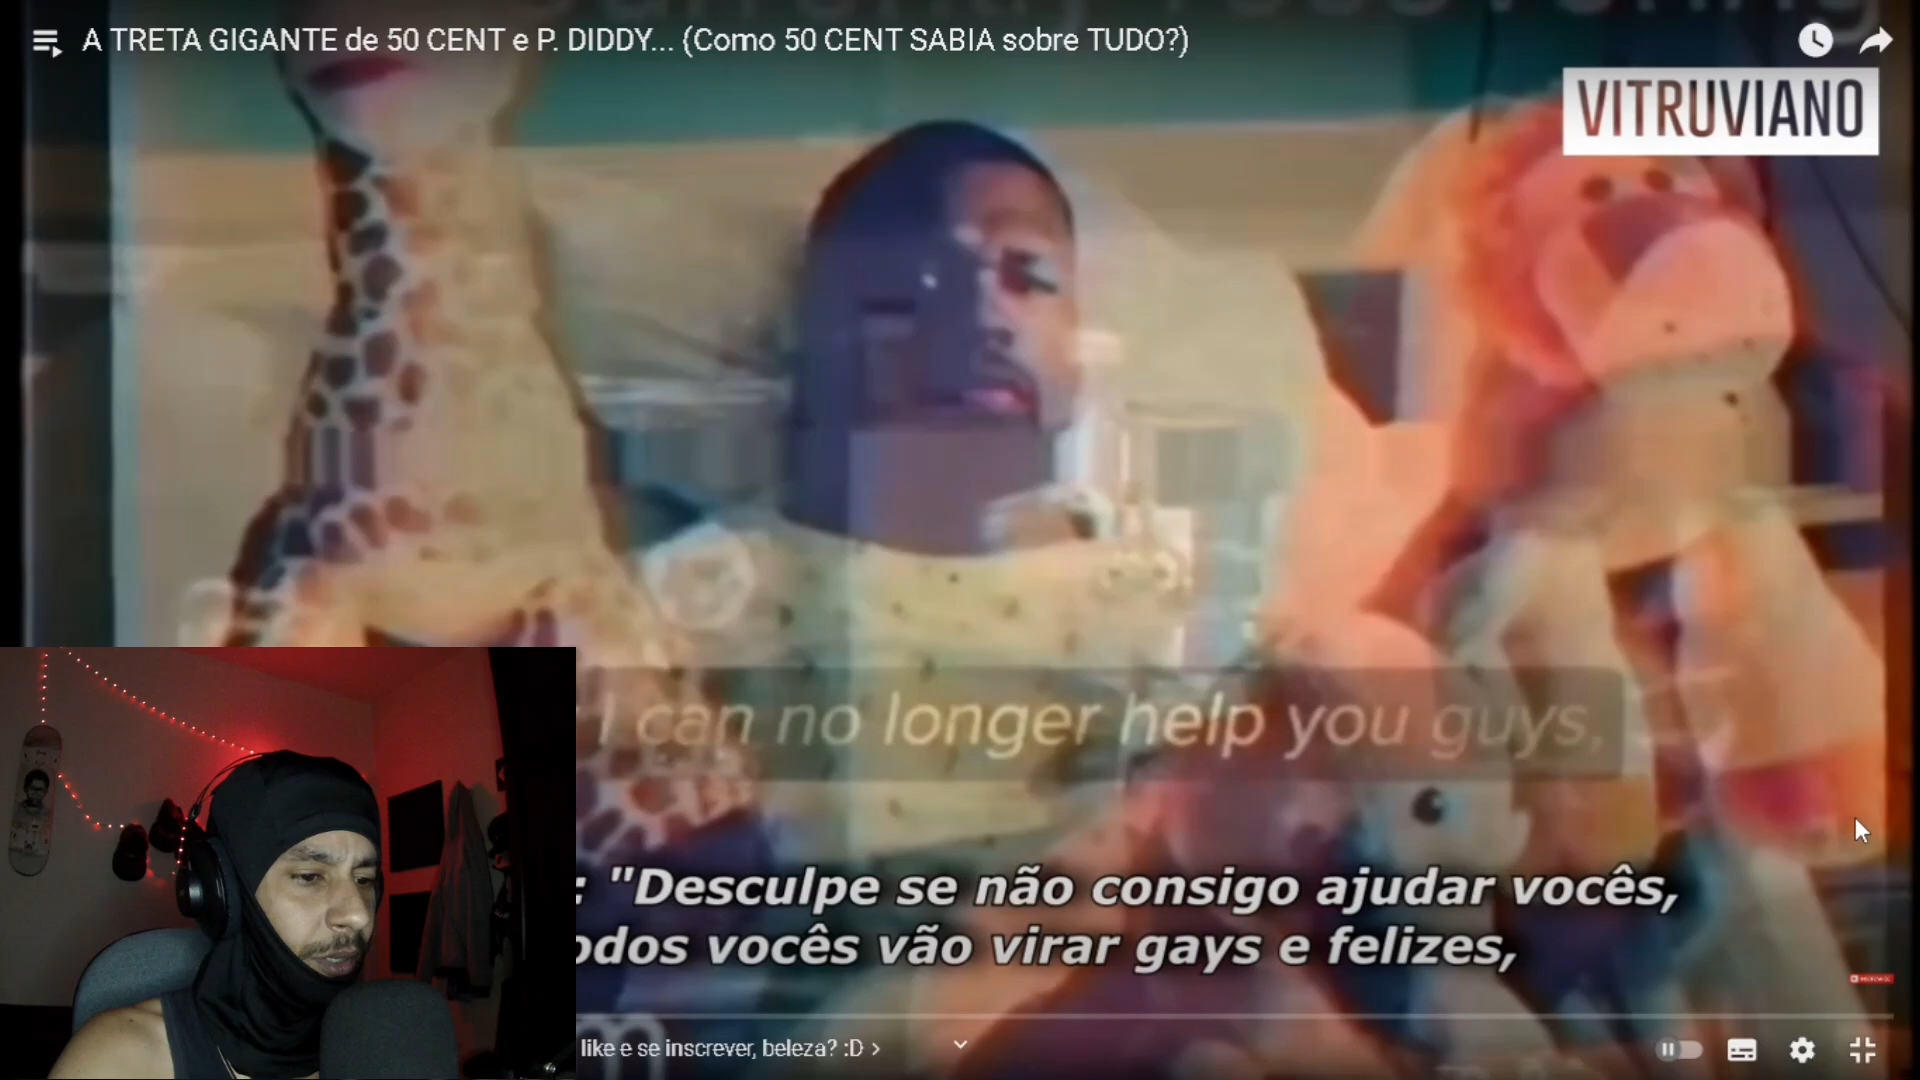 A TRETA GIGANTE de 50 CENT e P. DIDDY... (Como 50 CENT SABIA sobre TUDO?)
VITRUVIANO
I can no longer help you guys,
: "Desculpe se não consigo ajudar vocês,
odos vocês vão virar gays e felizes,
like e se inscrever, beleza? :D